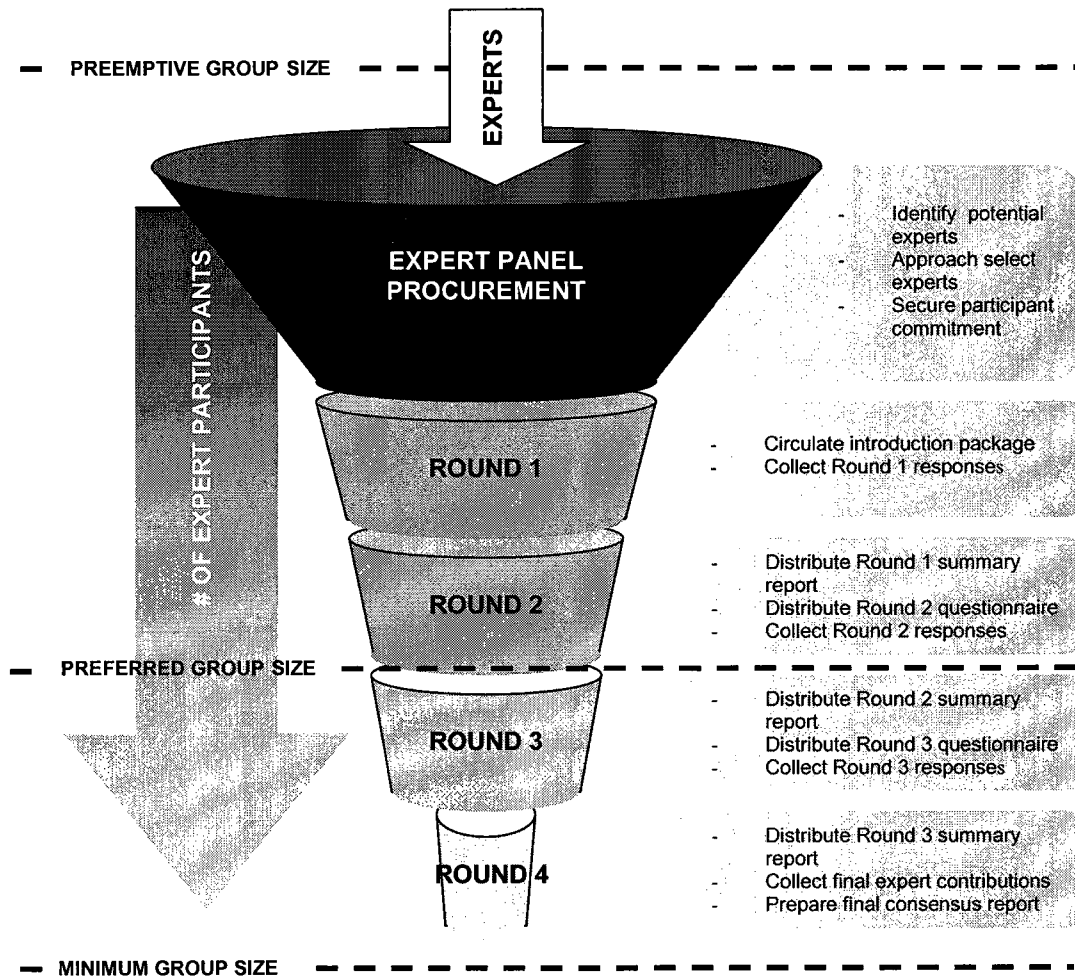 EXPERTS
PREEMPTIVE GROUP SIZE
EXPERT PANEL
PROCUREMENT
- Identify potential
experts
- Approach select
experts
- Secure participant
commitment
# OF EXPERT PARTICIPANTS
ROUND 1
- Circulate introduction package
- Collect Round 1 responses
ROUND 2
- Distribute Round 1 summary
report
- Distribute Round 2 questionnaire
- Collect Round 2 responses
PREFERRED GROUP SIZE
ROUND 3
- Distribute Round 2 summary
report
- Distribute Round 3 questionnaire
- Collect Round 3 responses
ROUND 4
- Distribute Round 3 summary
report
- Collect final expert contributions
- Prepare final consensus report
MINIMUM GROUP SIZE